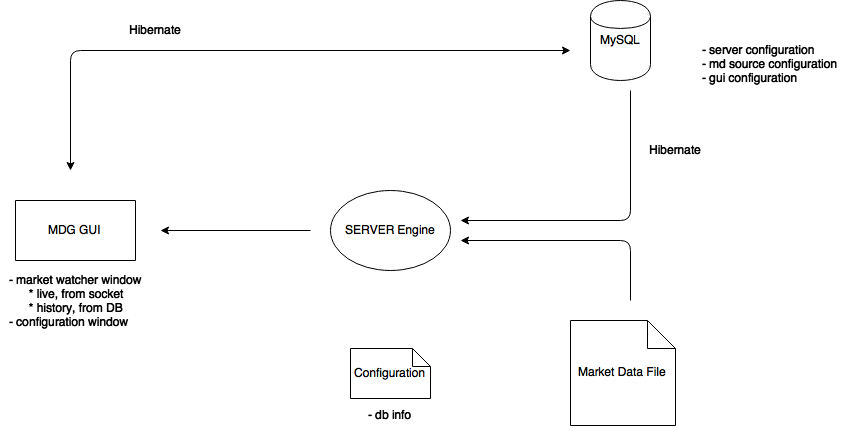 Hibernate
MySQL
- server configuration
- md source configuration
- gui configuration
Hibernate
MDG GUI
SERVER Engine
- market watcher window
* live, from socket
* history, from DB
- configuration window
Configuration
- db info
Market Data File